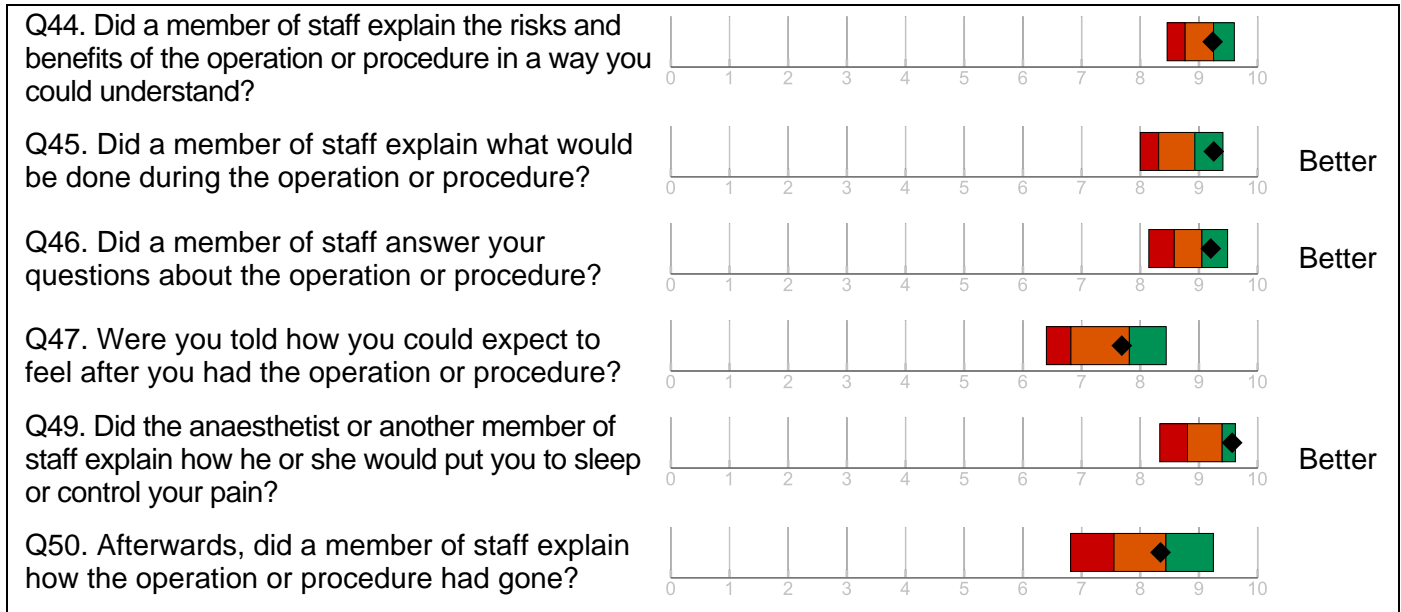 Q44. Did a member of staff explain the risks and
benefits of the operation or procedure in a way you
could understand?
0 1 2 3 4 5 6 7 8 9 10
Q45. Did a member of staff explain what would
be done during the operation or procedure?
Better
0 1 2 3 4 5 6 7 8 9 10
Q46. Did a member of staff answer your
questions about the operation or procedure?
Better
0 1 2 3 4 5 6 7 8 9 10
Q47. Were you told how you could expect to
feel after you had the operation or procedure?
0 1 2 3 4 5 6 7 8 9 10
Q49. Did the anaesthetist or another member of
staff explain how he or she would put you to sleep
or control your pain?
Better
0 1 2 3 4 5 6 7 8 9 10
Q50. Afterwards, did a member of staff explain
how the operation or procedure had gone?
0 1 2 3 4 5 6 7 8 9 10